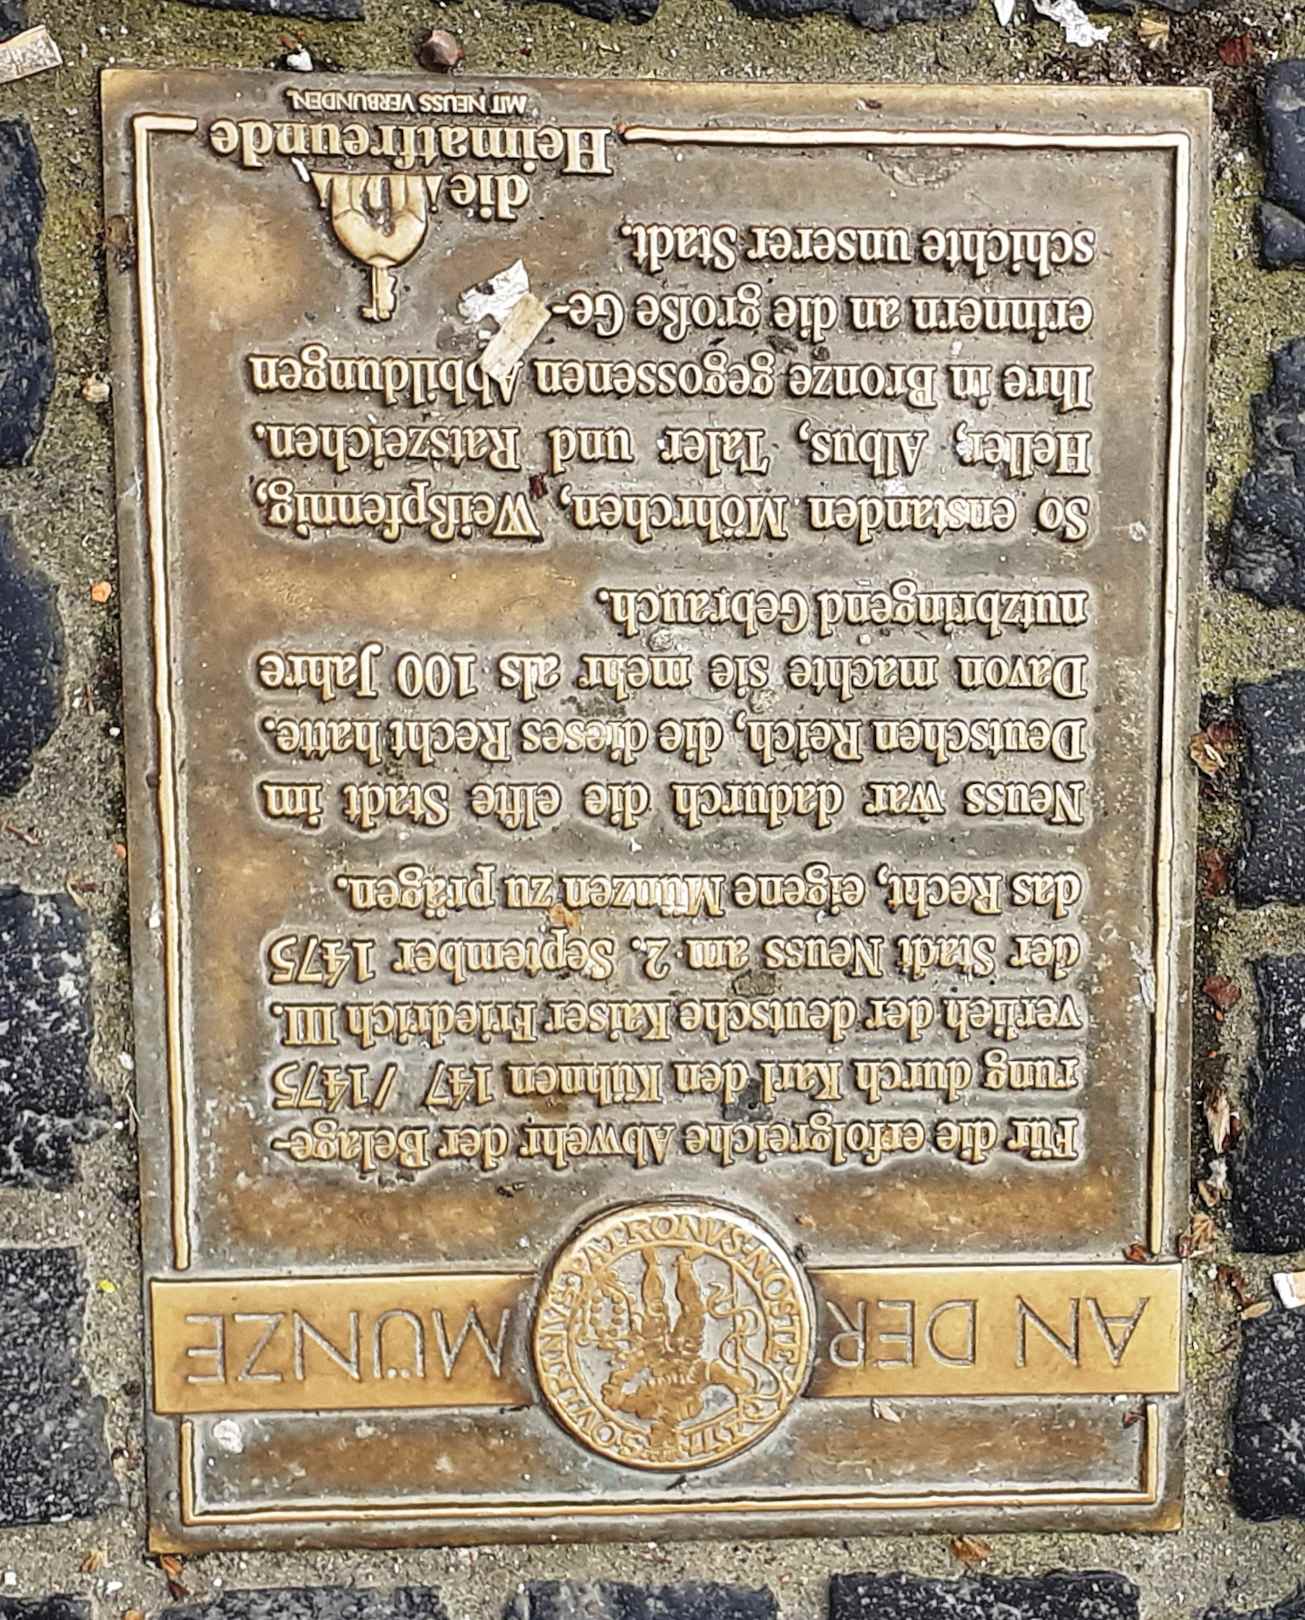 AN DER MÜNZE
SANCTVS QVIRINVS PATRONVS NOSTER
Für die erfolgreiche Abwehr der Belage-
rung durch Karl den Kühnen 147 /1475
verlieh der deutsche Kaiser Friedrich III.
der Stadt Neuss am 2. September 1475
das Recht, eigene Münzen zu prägen.
Neuss war dadurch die elfte Stadt im
Deutschen Reich, die dieses Recht hatte.
Davon machte sie mehr als 100 Jahre
nutzbringend Gebrauch.
So enstanden Möhrchen, Weißpfennig,
Heller, Albus, Taler und Ratszeichen.
Ihre in Bronze gegossenen Abbildungen
erinnern an die große Ge-
schichte unserer Stadt.
die
Heimatfreunde
MIT NEUSS VERBUNDEN.